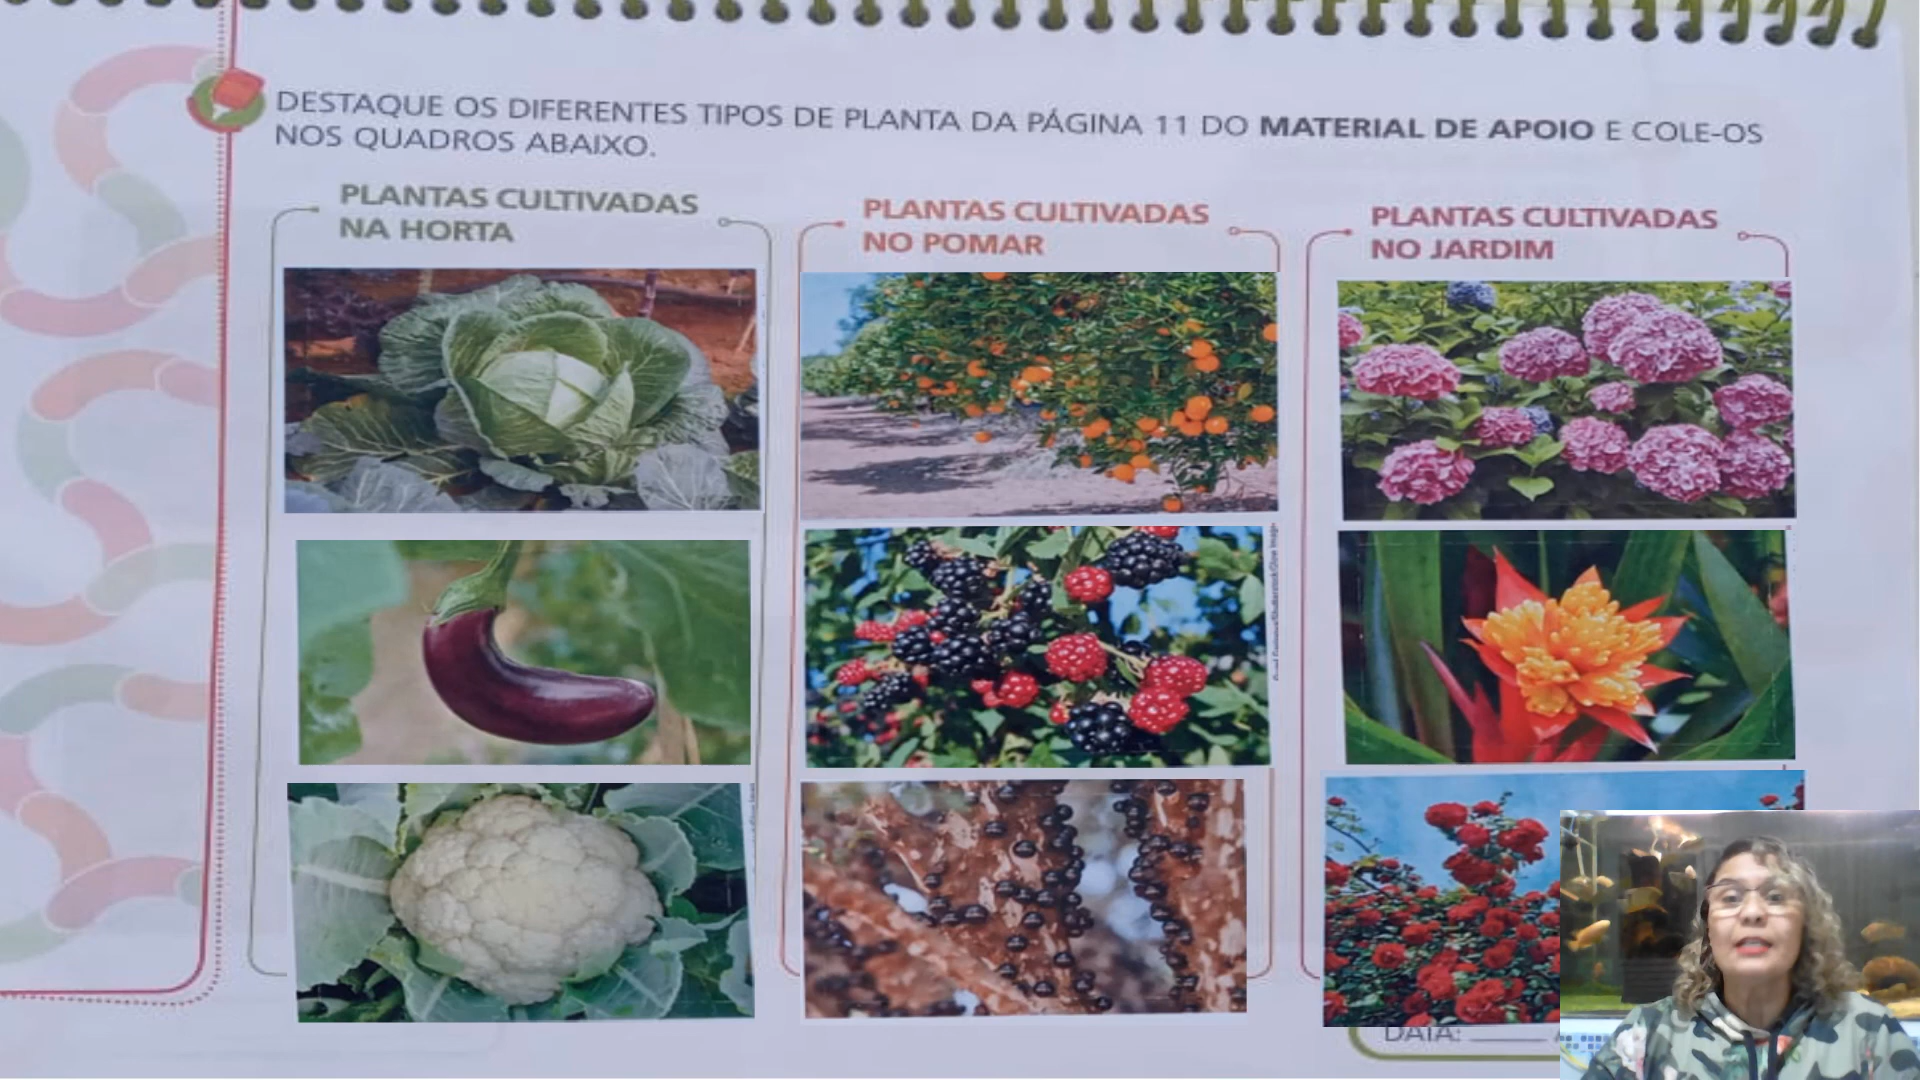 DESTAQUE OS DIFERENTES TIPOS DE PLANTA DA PÁGINA 11 DO MATERIAL DE APOIO E COLE-OS
NOS QUADROS ABAIXO.
PLANTAS CULTIVADAS
NA HORTA
PLANTAS CULTIVADAS
NO POMAR
PLANTAS CULTIVADAS
NO JARDIM
DATA: